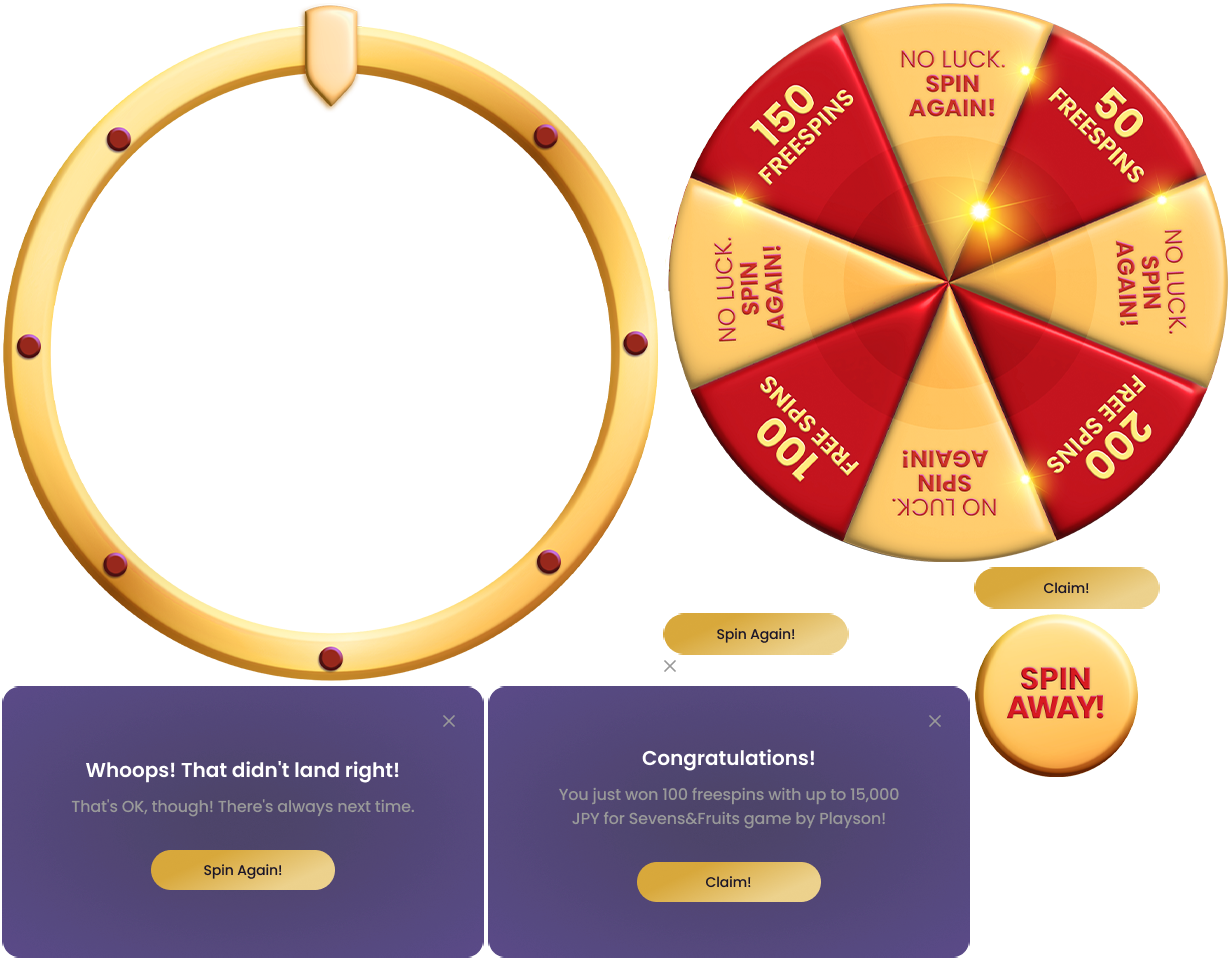 NO LUCK.
SPIN
AGAIN!
50
FREESPINS
NO LUCK.
SPIN
AGAIN!
200
FREE SPINS
NO LUCK.
SPIN
AGAIN!
100
FREE SPINS
NO LUCK.
SPIN
AGAIN!
150
FREESPINS
Claim!
Spin Again!
SPIN
AWAY!
Whoops! That didn't land right!
That's OK, though! There's always next time.
Spin Again!
Congratulations!
You just won 100 freespins with up to 15,000
JPY for Sevens&Fruits game by Playson!
Claim!